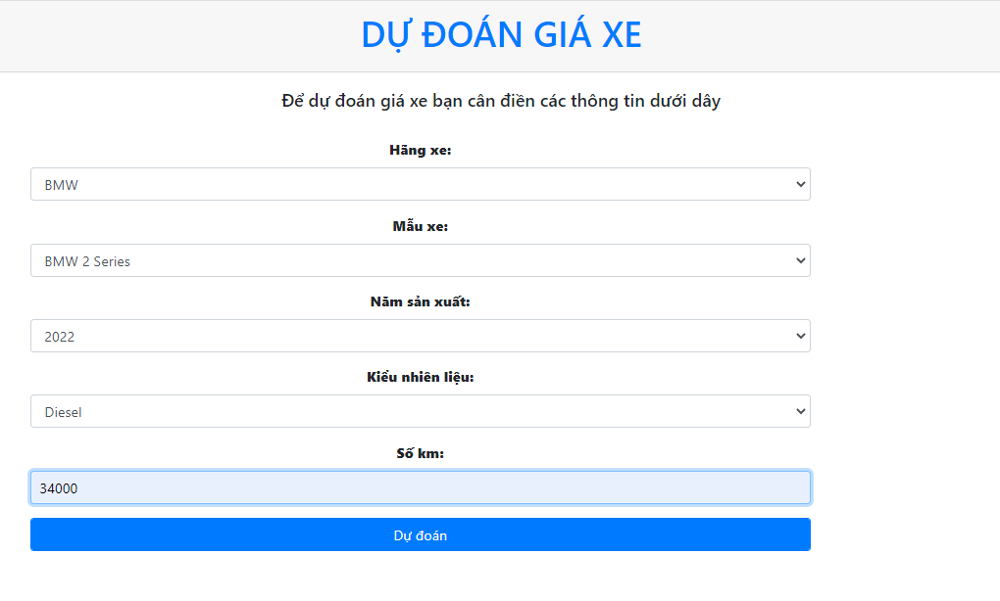 DỰ ĐOÁN GIÁ XE
Để dự đoán giá xe bạn cân điền các thông tin dưới dây
Hãng xe:
BMW
Mẫu xe:
BMW 2 Series
Năm sản xuất:
2022
Kiểu nhiên liệu:
Diesel
Số km:
34000
Dự đoán